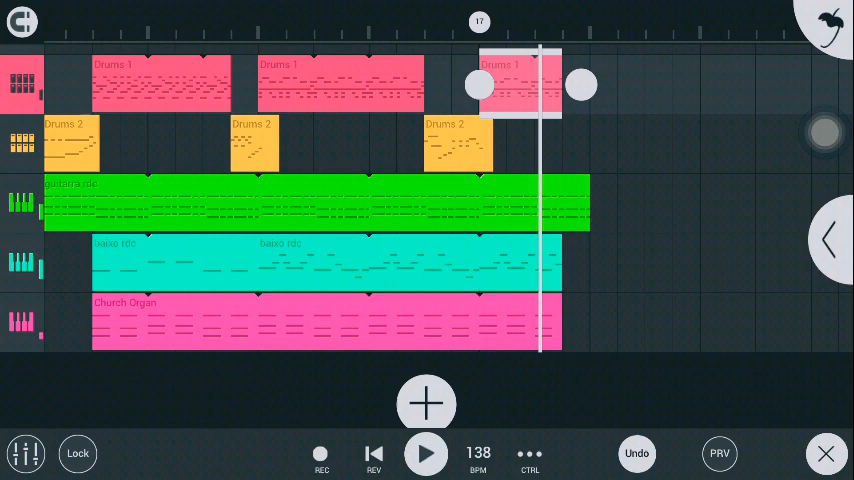 17
Drums 1
Drums 1
Drums 1
Drums 2
Drums 2
Drums 2
guitarra rdc
baixo rdc
baixo rdc
Church Organ
Lock
REC
REV
138
BPM
CTRL
Undo
PRV